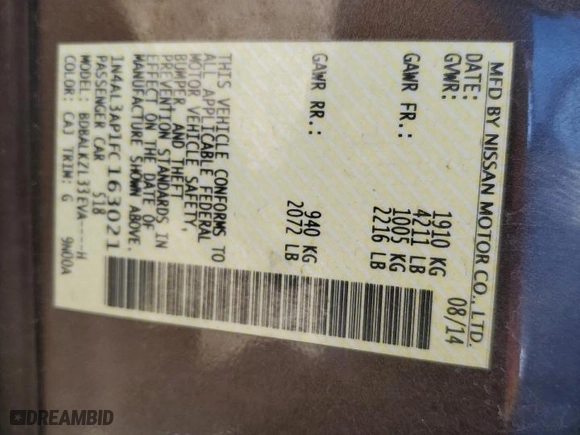 MFD BY NISSAN MOTOR CO., LTD.
DATE: 08/14
GVWR: 1910 KG
4211 LB
GAWR FR.: 1005 KG
2216 LB
GAWR RR.: 940 KG
2072 LB
THIS VEHICLE CONFORMS TO
ALL APPLICABLE FEDERAL
MOTOR VEHICLE SAFETY,
BUMPER, AND THEFT
PREVENTION STANDARDS IN
EFFECT ON THE DATE OF
MANUFACTURE SHOWN ABOVE.
1N4AL3AP1FC163021
PASSENGER CAR S18
MODEL: BDBALKZL33EVA----H
COLOR: CAJ TRIM: G 9N00A
DREAMBID